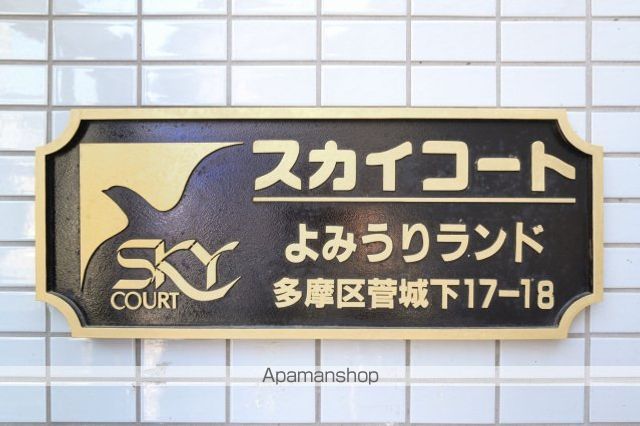 スカイコート
よみうりランド
多摩区菅城下17-18
SKY
COURT
Apamanshop